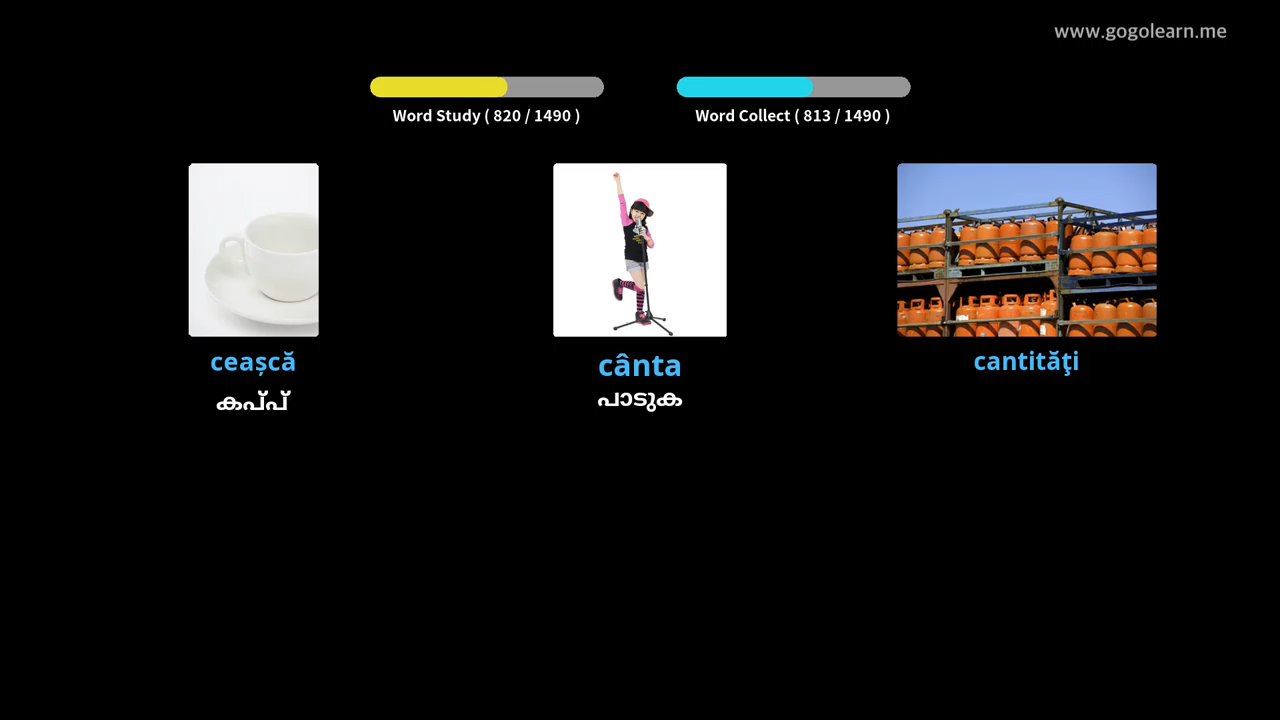 www.gogolearn.me
Word Study ( 820 / 1490 )
Word Collect ( 813 / 1490 )
ceașcă
കപ്പ്
cânta
പാടുക
cantităţi